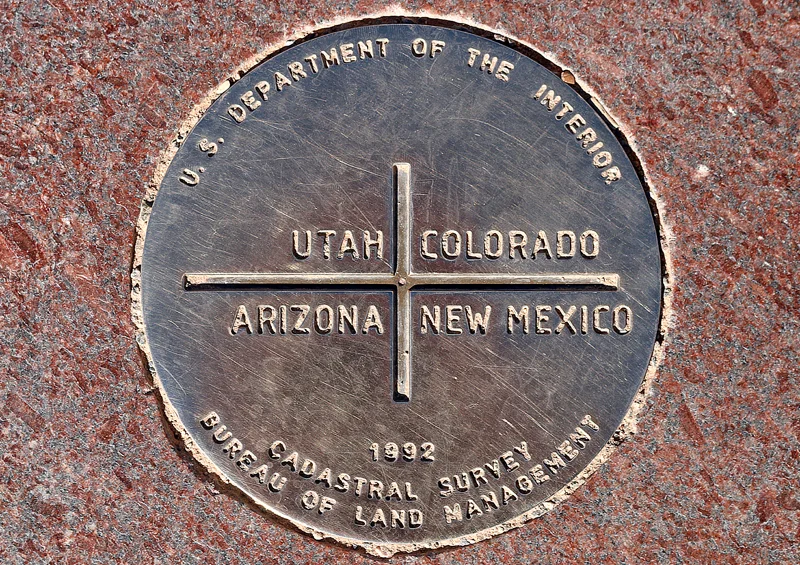 U. S. DEPARTMENT OF THE INTERIOR
UTAH COLORADO
ARIZONA NEW MEXICO
1992
CADASTRAL SURVEY
BUREAU OF LAND MANAGEMENT